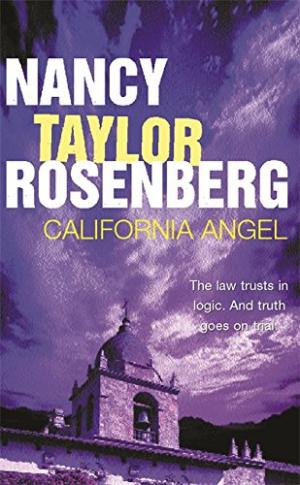 NANCY
TAYLOR
ROSENBERG
CALIFORNIA ANGEL
The law trusts in
logic. And truth
goes on trial.